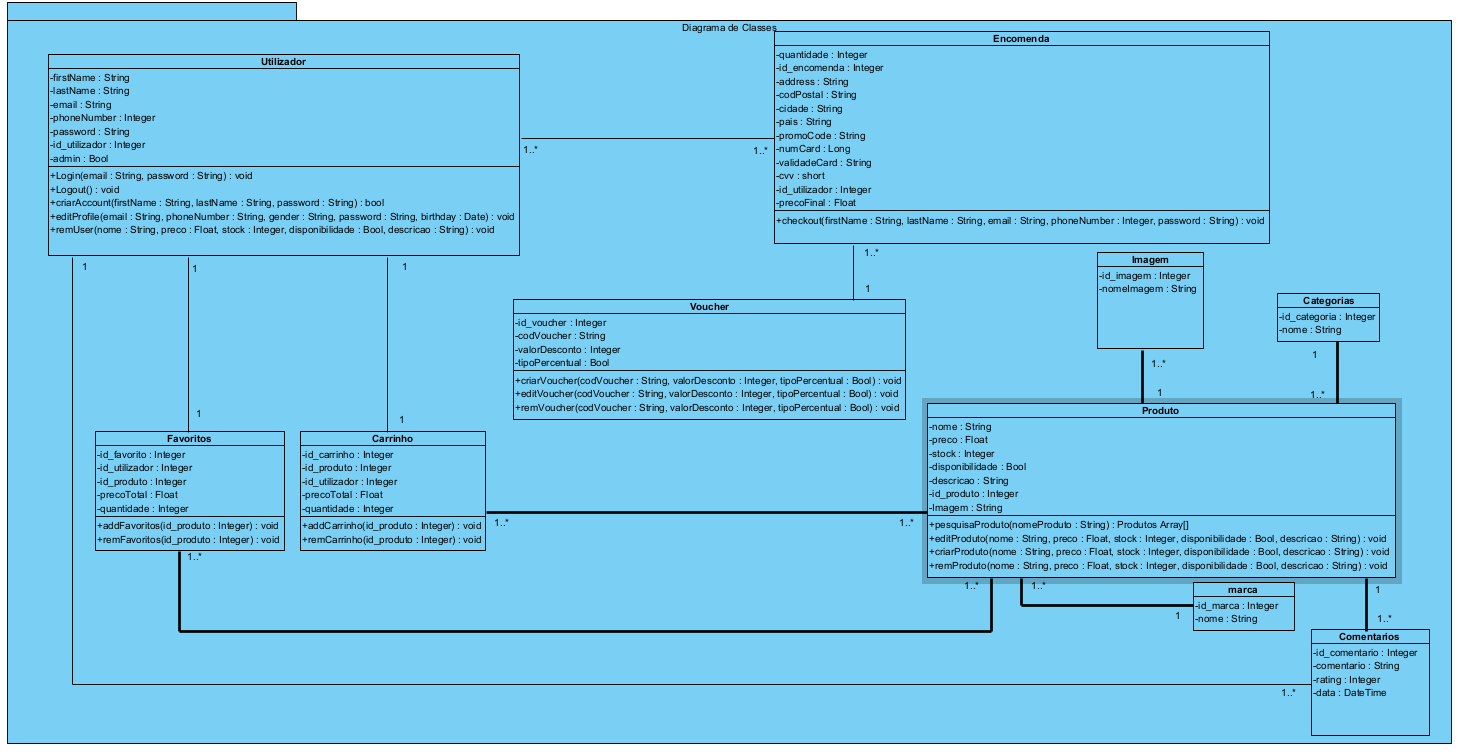 Diagrama de Classes
Utilizador
-firstName : String
-lastName : String
-email : String
-phoneNumber : Integer
-password : String
-id_utilizador : Integer
-admin : Bool
+Login(email : String, password : String) : void
+Logout() : void
+criarAccount(firstName : String, lastName : String, password : String) : bool
+editProfile(email : String, phoneNumber : String, gender : String, password : String, birthday : Date) : void
+remUser(nome : String, preco : Float, stock : Integer, disponibilidade : Bool, descricao : String) : void
1..*
1..*
Encomenda
-quantidade : Integer
-id_encomenda : Integer
-address : String
-codPostal : String
-cidade : String
-pais : String
-promoCode : String
-numCard : Long
-validadeCard : String
-cvv : short
-id_utilizador : Integer
-precoFinal : Float
+checkout(firstName : String, lastName : String, email : String, phoneNumber : Integer, password : String) : void
1
1
1
1..*
1
Voucher
-id_voucher : Integer
-codVoucher : String
-valorDesconto : Integer
-tipoPercentual : Bool
+criarVoucher(codVoucher : String, valorDesconto : Integer, tipoPercentual : Bool) : void
+editVoucher(codVoucher : String, valorDesconto : Integer, tipoPercentual : Bool) : void
+remVoucher(codVoucher : String, valorDesconto : Integer, tipoPercentual : Bool) : void
Imagem
-id_imagem : Integer
-nomeImagem : String
1..*
1
Categorias
-id_categoria : Integer
-nome : String
1
1..*
1
1
Favoritos
-id_favorito : Integer
-id_utilizador : Integer
-id_produto : Integer
-precoTotal : Float
-quantidade : Integer
+addFavoritos(id_produto : Integer) : void
+remFavoritos(id_produto : Integer) : void
1..*
Carrinho
-id_carrinho : Integer
-id_produto : Integer
-id_utilizador : Integer
-precoTotal : Float
-quantidade : Integer
+addCarrinho(id_produto : Integer) : void
+remCarrinho(id_produto : Integer) : void
1..*
1..*
Produto
-nome : String
-preco : Float
-stock : Integer
-disponibilidade : Bool
-descricao : String
-id_produto : Integer
-Imagem : String
+pesquisaProduto(nomeProduto : String) : Produtos Array[]
+editProduto(nome : String, preco : Float, stock : Integer, disponibilidade : Bool, descricao : String) : void
+criarProduto(nome : String, preco : Float, stock : Integer, disponibilidade : Bool, descricao : String) : void
+remProduto(nome : String, preco : Float, stock : Integer, disponibilidade : Bool, descricao : String) : void
1..*
1..*
1
marca
-id_marca : Integer
-nome : String
1
1..*
Comentarios
-id_comentario : Integer
-comentario : String
-rating : Integer
-data : DateTime
1..*